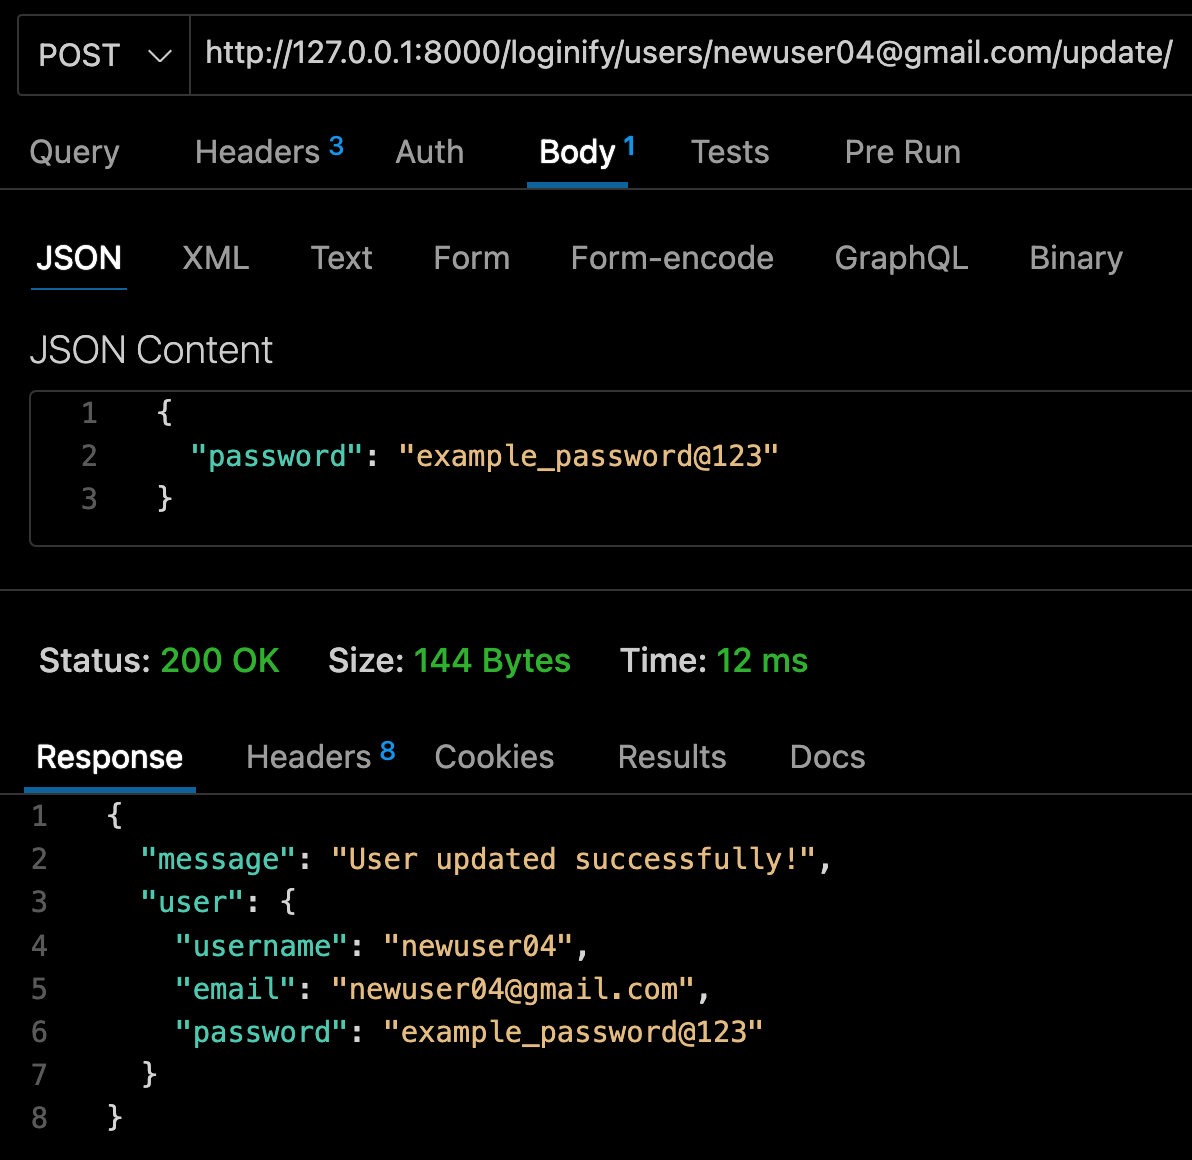 POST http://127.0.0.1:8000/loginify/users/newuser04@gmail.com/update/
Query Headers 3 Auth Body 1 Tests Pre Run
JSON XML Text Form Form-encode GraphQL Binary
JSON Content
1 {
2 "password": "example_password@123"
3 }
Status: 200 OK Size: 144 Bytes Time: 12 ms
Response Headers 8 Cookies Results Docs
1 {
2 "message": "User updated successfully!",
3 "user": {
4 "username": "newuser04",
5 "email": "newuser04@gmail.com",
6 "password": "example_password@123"
7 }
8 }